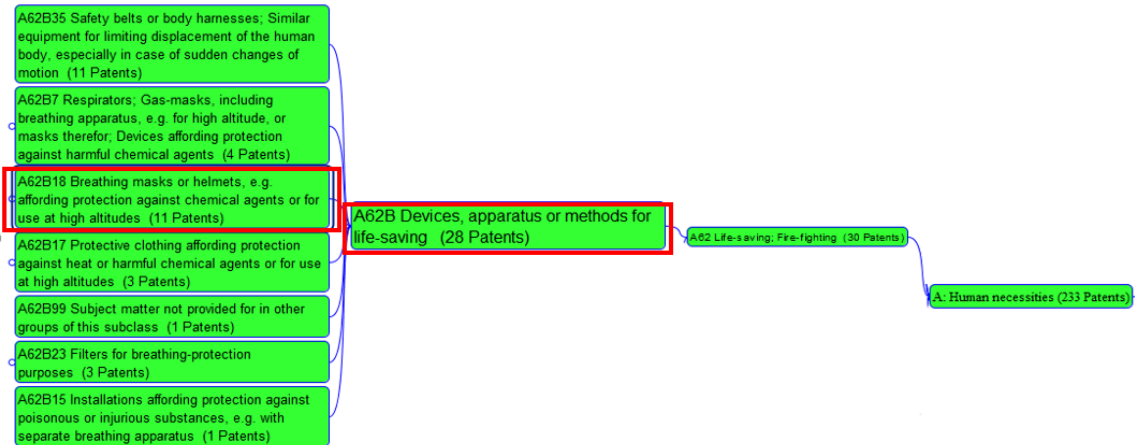 A62B35 Safety belts or body harnesses; Similar
equipment for limiting displacement of the human
body, especially in case of sudden changes of
motion (11 Patents)
A62B7 Respirators; Gas-masks, including
breathing apparatus, e.g. for high altitude, or
masks therefor; Devices affording protection
against harmful chemical agents (4 Patents)
A62B18 Breathing masks or helmets, e.g.
affording protection against chemical agents or for
use at high altitudes (11 Patents)
A62B17 Protective clothing affording protection
against heat or harmful chemical agents or for use
at high altitudes (3 Patents)
A62B99 Subject matter not provided for in other
groups of this subclass (1 Patents)
A62B23 Filters for breathing-protection
purposes (3 Patents)
A62B15 Installations affording protection against
poisonous or injurious substances, e.g. with
separate breathing apparatus (1 Patents)
A62B Devices, apparatus or methods for
life-saving (28 Patents)
A62 Life-saving; Fire-fighting (30 Patents)
A: Human necessities (233 Patents)